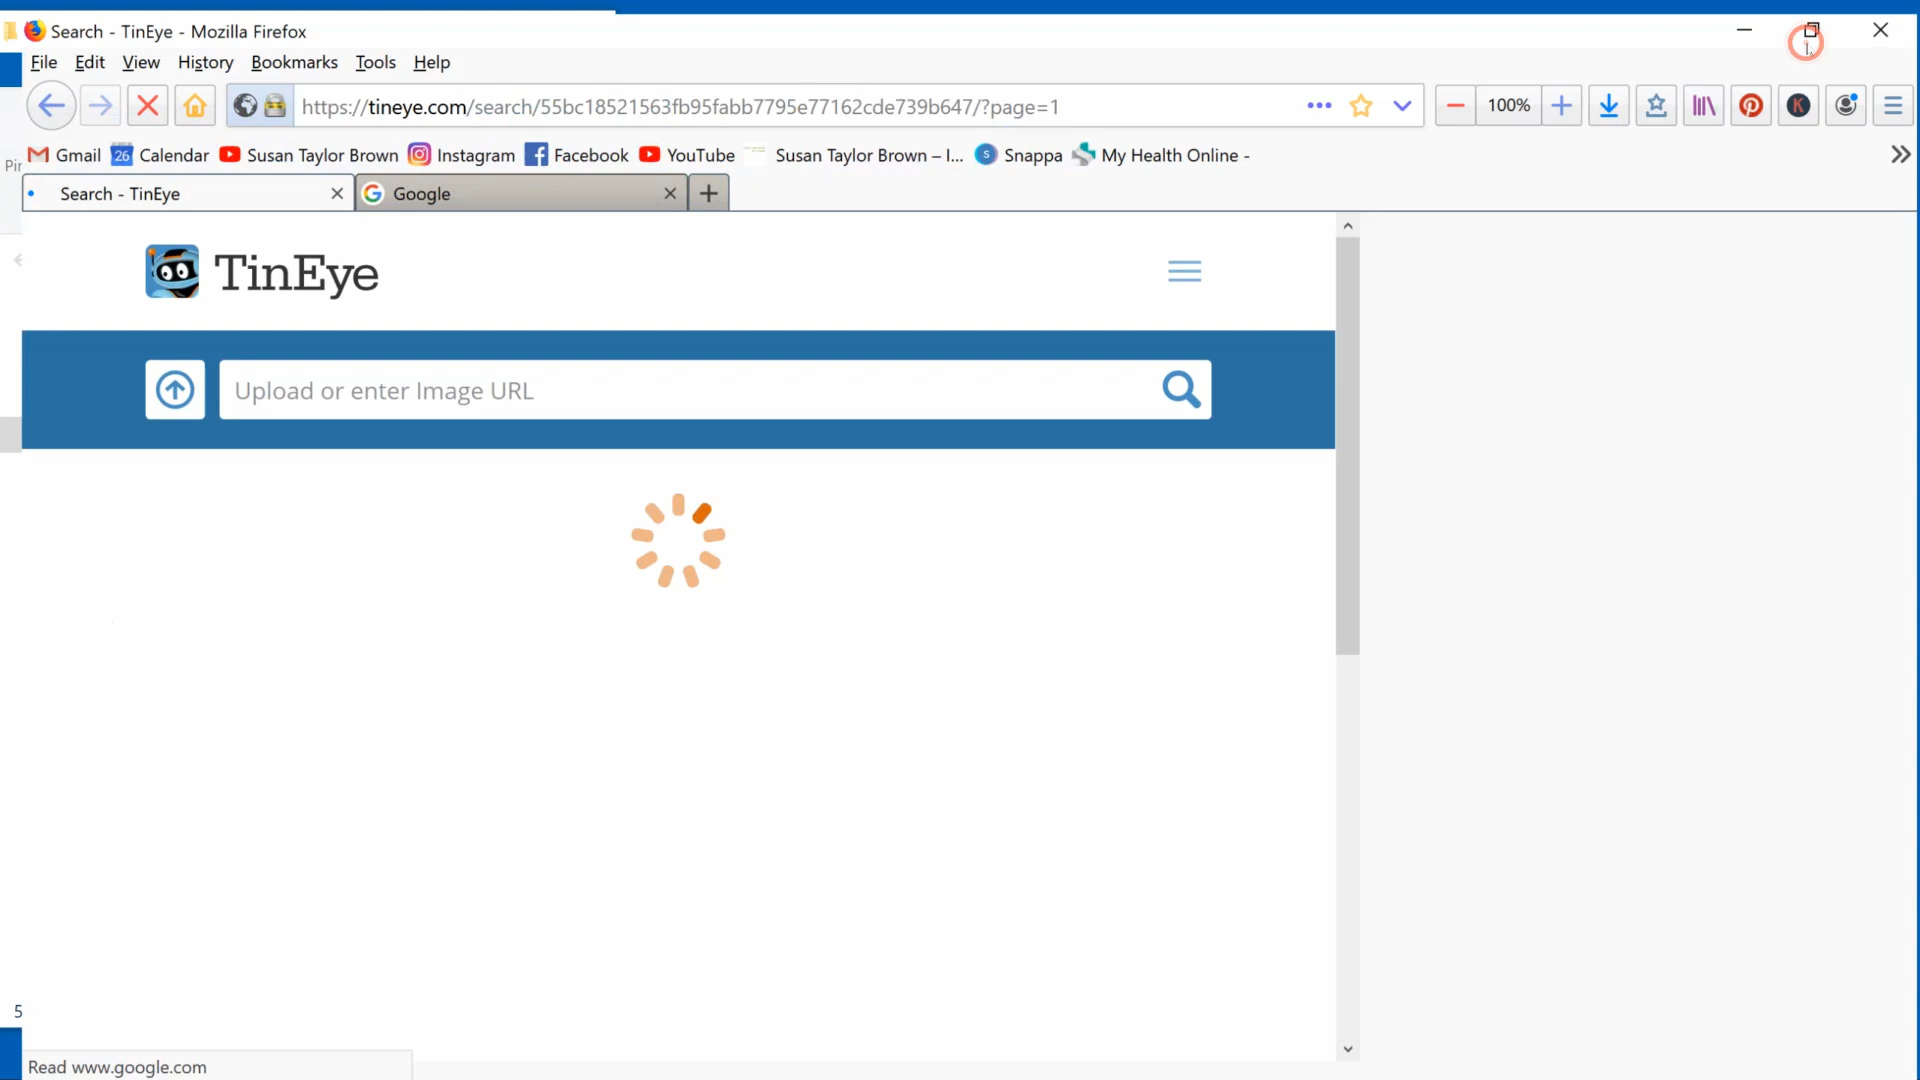 Search - TinEye - Mozilla Firefox
File Edit View History Bookmarks Tools Help
https://tineye.com/search/55bc18521563fb95fabb7795e77162cde739b647/?page=1
100%
K
Pir
Gmail 26 Calendar Susan Taylor Brown Instagram Facebook YouTube Susan Taylor Brown – I... S Snappa My Health Online -
Search - TinEye Google
TinEye
Upload or enter Image URL
5
Read www.google.com